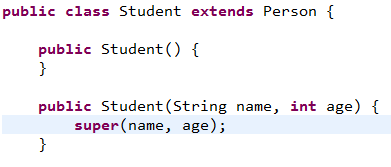 public class Student extends Person {
public Student() {
}
public Student(String name, int age) {
super(name, age);
}